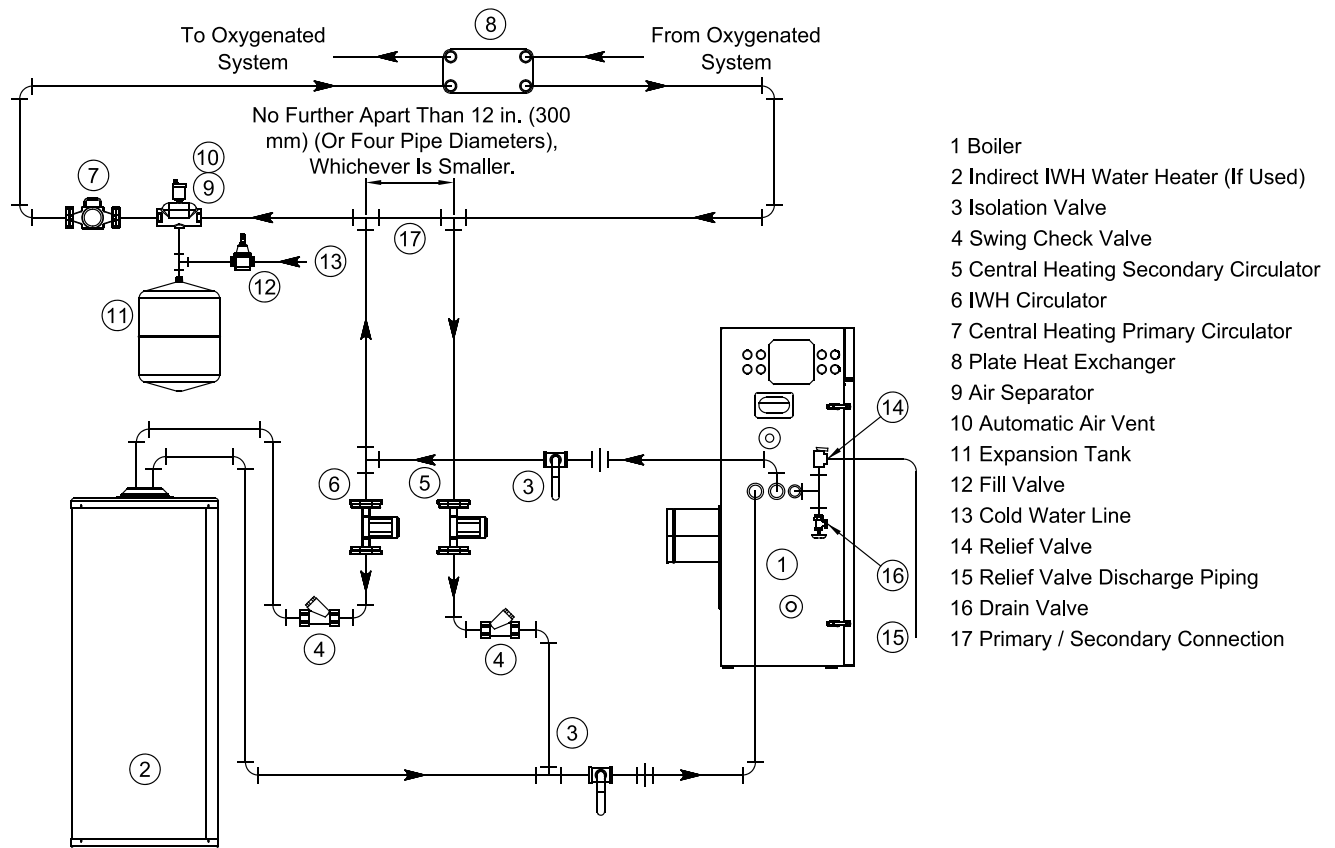 8
To Oxygenated
System
From Oxygenated
System
No Further Apart Than 12 in. (300
mm) (Or Four Pipe Diameters),
Whichever Is Smaller.
10
9
7
17
13
12
11
14
6
5
3
1
16
4
4
15
3
2
1 Boiler
2 Indirect IWH Water Heater (If Used)
3 Isolation Valve
4 Swing Check Valve
5 Central Heating Secondary Circulator
6 IWH Circulator
7 Central Heating Primary Circulator
8 Plate Heat Exchanger
9 Air Separator
10 Automatic Air Vent
11 Expansion Tank
12 Fill Valve
13 Cold Water Line
14 Relief Valve
15 Relief Valve Discharge Piping
16 Drain Valve
17 Primary / Secondary Connection